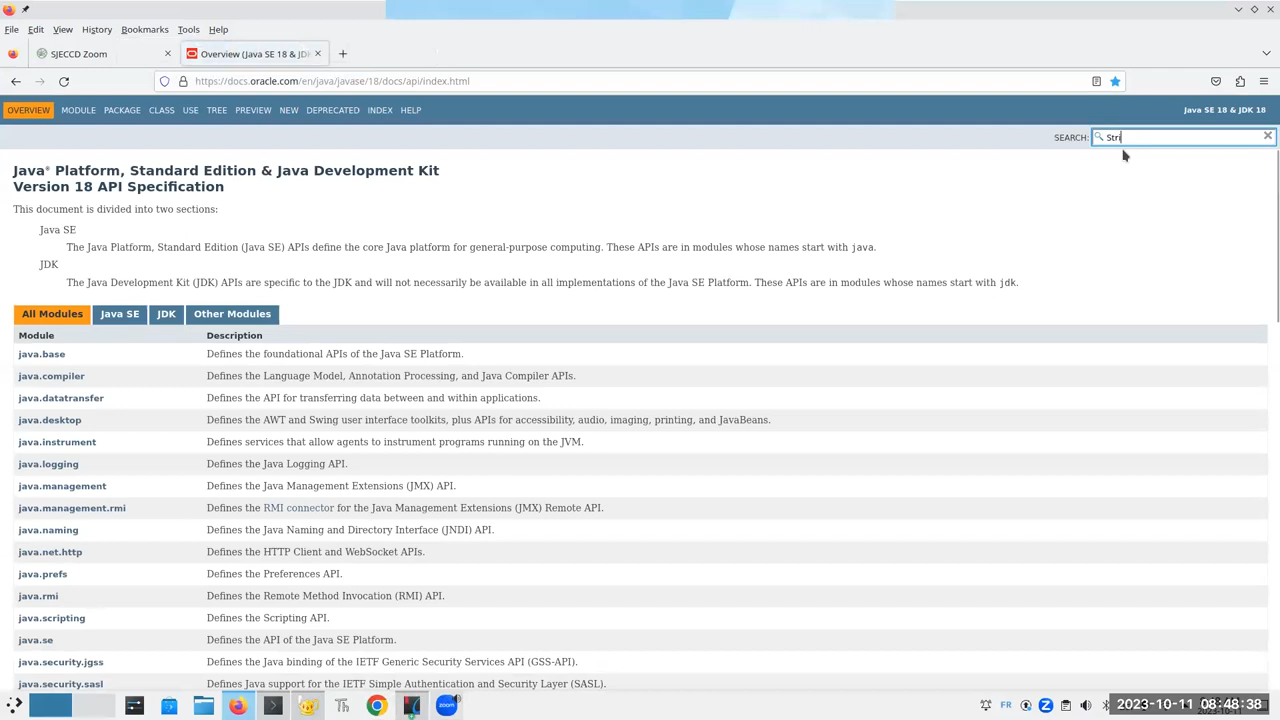 File Edit View History Bookmarks Tools Help
SJECCD Zoom
Overview (Java SE 18 & JD
https://docs.oracle.com/en/java/javase/18/docs/api/index.html
OVERVIEW MODULE PACKAGE CLASS USE TREE PREVIEW NEW DEPRECATED INDEX HELP
Java SE 18 & JDK 18
SEARCH: Stri
Java® Platform, Standard Edition & Java Development Kit
Version 18 API Specification
This document is divided into two sections:
Java SE
The Java Platform, Standard Edition (Java SE) APIs define the core Java platform for general-purpose computing. These APIs are in modules whose names start with java.
JDK
The Java Development Kit (JDK) APIs are specific to the JDK and will not necessarily be available in all implementations of the Java SE Platform. These APIs are in modules whose names start with jdk.
All Modules Java SE JDK Other Modules
Module Description
java.base Defines the foundational APIs of the Java SE Platform.
java.compiler Defines the Language Model, Annotation Processing, and Java Compiler APIs.
java.datatransfer Defines the API for transferring data between and within applications.
java.desktop Defines the AWT and Swing user interface toolkits, plus APIs for accessibility, audio, imaging, printing, and JavaBeans.
java.instrument Defines services that allow agents to instrument programs running on the JVM.
java.logging Defines the Java Logging API.
java.management Defines the Java Management Extensions (JMX) API.
java.management.rmi Defines the RMI connector for the Java Management Extensions (JMX) Remote API.
java.naming Defines the Java Naming and Directory Interface (JNDI) API.
java.net.http Defines the HTTP Client and WebSocket APIs.
java.prefs Defines the Preferences API.
java.rmi Defines the Remote Method Invocation (RMI) API.
java.scripting Defines the Scripting API.
java.se Defines the API of the Java SE Platform.
java.security.jgss Defines the Java binding of the IETF Generic Security Services API (GSS-API).
java.security.sasl Defines Java support for the IETF Simple Authentication and Security Layer (SASL).
Th
zoom
FR
2023-10-11 08:48:38